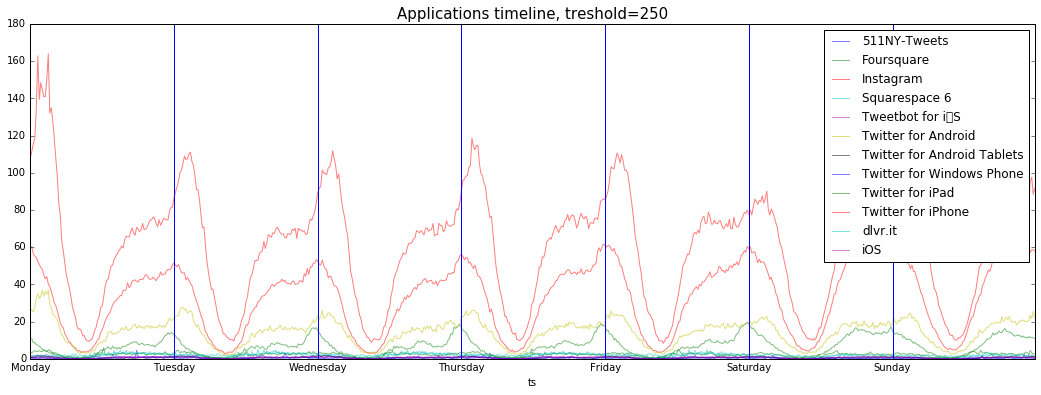 Applications timeline, treshold=250
180
160
140
120
100
80
60
40
20
0
511NY-Tweets
Foursquare
Instagram
Squarespace 6
Tweetbot for i▯S
Twitter for Android
Twitter for Android Tablets
Twitter for Windows Phone
Twitter for iPad
Twitter for iPhone
dlvr.it
iOS
Monday Tuesday Wednesday Thursday Friday Saturday Sunday
ts